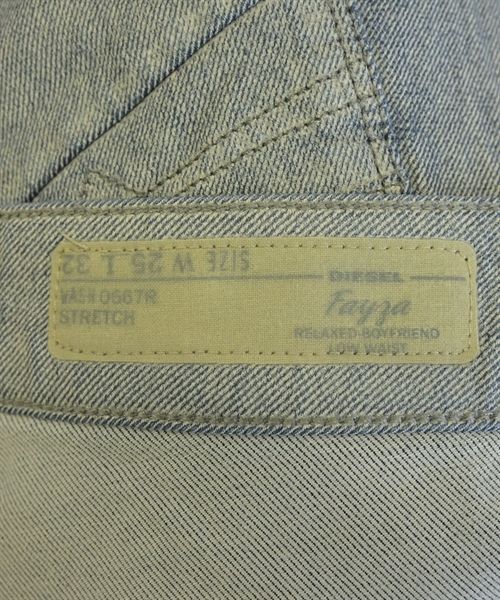 SIZE W 25 L 32
DIESEL
WASH 0667R
Fayza
STRETCH
RELAXED-BOYFRIEND
LOW WAIST